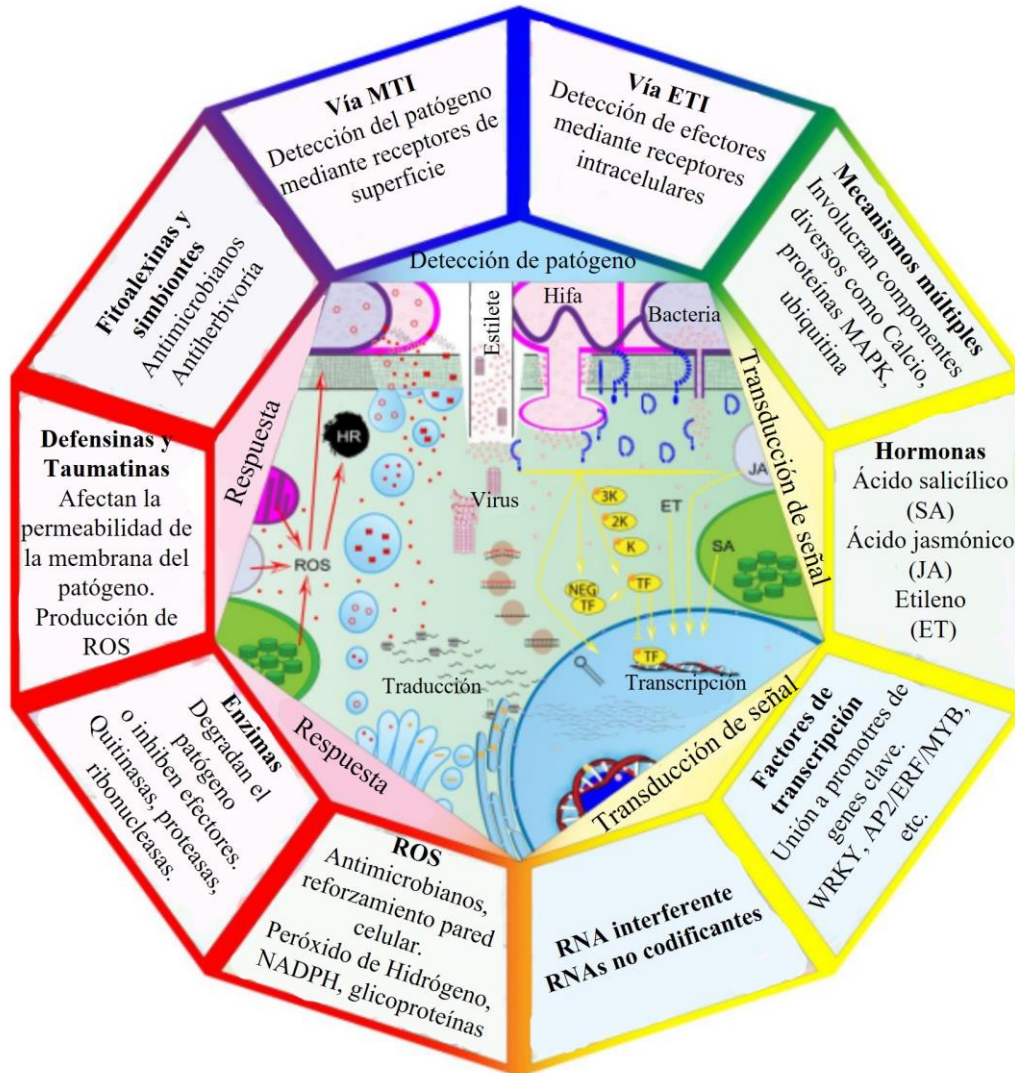 Vía MTI
Detección del patógeno
mediante receptores de
superficie
Vía ETI
Detección de efectores
mediante receptores
intracelulares
Mecanismos múltiples
Involucran componentes
diversos como Calcio,
proteínas MAPK,
ubiquitina
Hormonas
Ácido salicílico
(SA)
Ácido jasmónico
(JA)
Etileno
(ET)
Factores de
transcripción
Unión a promotres de
genes clave.
WRKY, AP2/ERF/MYB,
etc.
RNA interferente
RNAs no codificantes
ROS
Antimicrobianos,
reforzamiento pared
celular.
Peróxido de Hidrógeno,
NADPH, glicoproteínas
Enzimas
Degradan el
patógeno
o inhiben efectores.
Quitinasas, proteasas,
ribonucleasas.
Defensinas y
Taumatinas
Afectan la
permeabilidad de
la membrana del
patógeno.
Producción de
ROS
Fitoalexinas y
simbiontes
Antimicrobianos
Antiherbivoría
Detección de patógeno
Transducción de señal
Transducción de señal
Respuesta
Respuesta
Estilete
Hifa
Bacteria
HR
Virus
ROS
JA
ET
SA
3K
2K
K
NEG
TF
TF
TF
Traducción
Transcripción